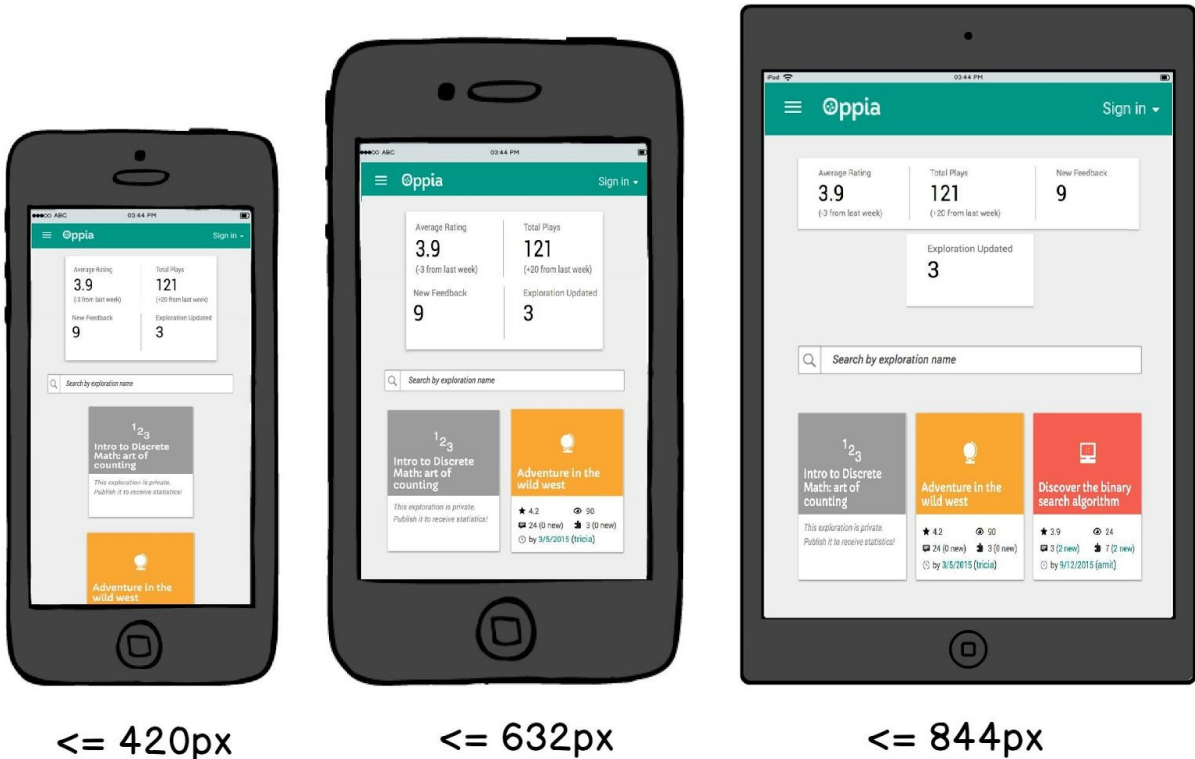 ●●●○○ ABC 03:44 PM
Oppia Sign in
Average Rating Total Plays
3.9 121
(-3 from last week) (+20 from last week)
New Feedback Exploration Updated
9 3
Search by exploration name
123
Intro to Discrete
Math: art of
counting
This exploration is private.
Publish it to receive statistics!
Adventure in the
wild west
<= 420px
●●●○○ ABC 03:44 PM
Oppia Sign in
Average Rating Total Plays
3.9 121
(-3 from last week) (+20 from last week)
New Feedback Exploration Updated
9 3
Search by exploration name
123
Intro to Discrete
Math: art of
counting
This exploration is private.
Publish it to receive statistics!
Adventure in the
wild west
4.2 90
24 (0 new) 3 (0 new)
by 3/5/2015 (tricia)
<= 632px
iPad 03:44 PM
Oppia Sign in
Average Rating Total Plays New Feedback
3.9 121 9
(-3 from last week) (+20 from last week)
Exploration Updated
3
Search by exploration name
123
Intro to Discrete
Math: art of
counting
This exploration is private.
Publish it to receive statistics!
Adventure in the
wild west
4.2 90
24 (0 new) 3 (0 new)
by 3/5/2015 (tricia)
Discover the binary
search algorithm
3.9 24
3 (2 new) 7 (2 new)
by 9/12/2015 (amit)
<= 844px